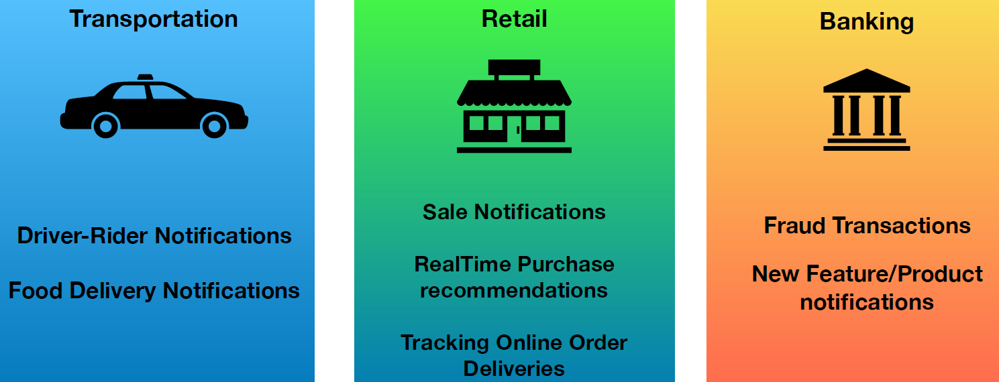 Transportation
Driver-Rider Notifications
Food Delivery Notifications
Retail
Sale Notifications
RealTime Purchase
recommendations
Tracking Online Order
Deliveries
Banking
Fraud Transactions
New Feature/Product
notifications